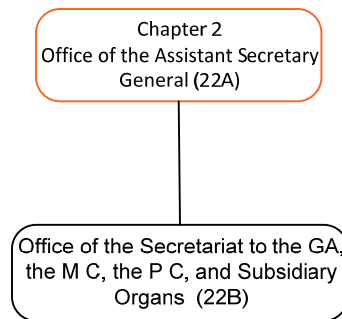 Chapter 2
Office of the Assistant Secretary
General (22A)
Office of the Secretariat to the GA,
the M C, the P C, and Subsidiary
Organs (22B)